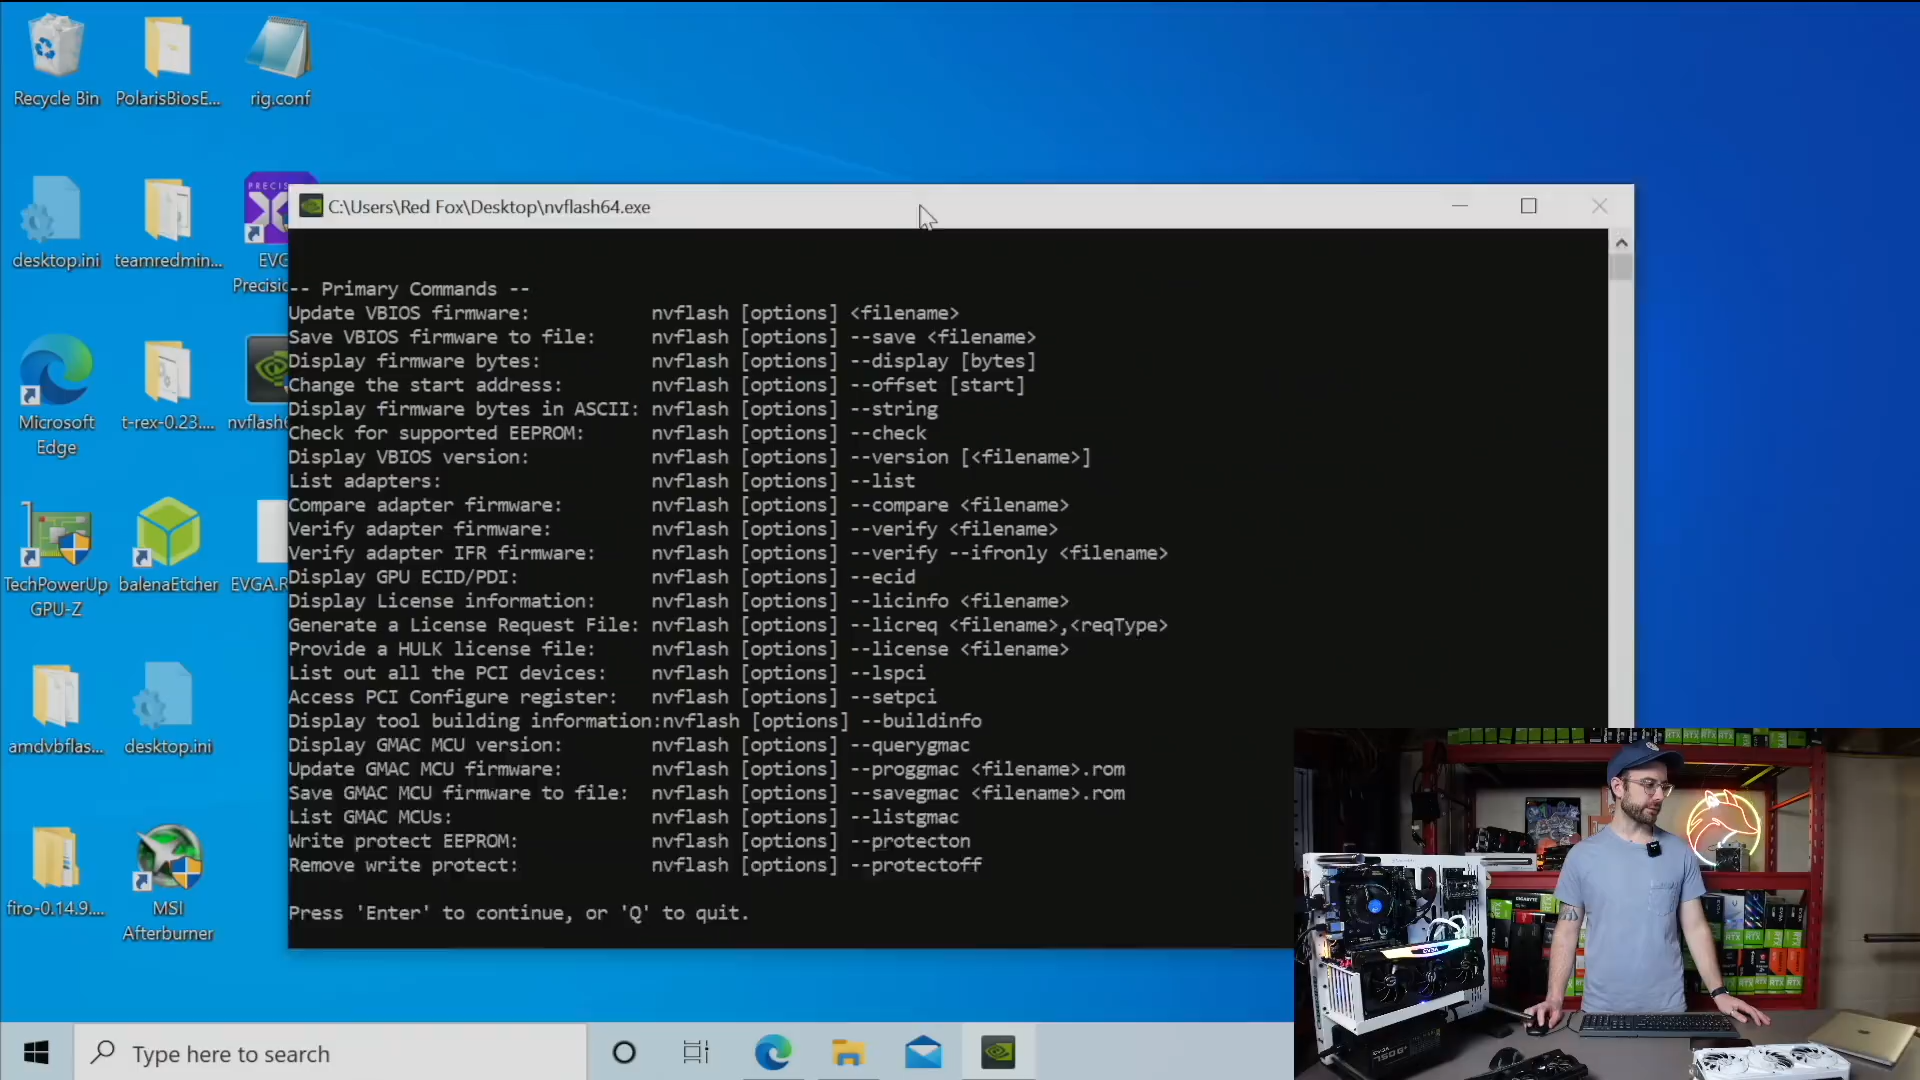 Recycle Bin
PolarisBiosE...
rig.conf
desktop.ini
teamredmin...
PRECIS
EVG
Precisio
C:\Users\Red Fox\Desktop\nvflash64.exe
-- Primary Commands --
Update VBIOS firmware: nvflash [options] <filename>
Save VBIOS firmware to file: nvflash [options] --save <filename>
Display firmware bytes: nvflash [options] --display [bytes]
Change the start address: nvflash [options] --offset [start]
Display firmware bytes in ASCII: nvflash [options] --string
Check for supported EEPROM: nvflash [options] --check
Display VBIOS version: nvflash [options] --version [<filename>]
List adapters: nvflash [options] --list
Compare adapter firmware: nvflash [options] --compare <filename>
Verify adapter firmware: nvflash [options] --verify <filename>
Verify adapter IFR firmware: nvflash [options] --verify --ifronly <filename>
Display GPU ECID/PDI: nvflash [options] --ecid
Display License information: nvflash [options] --licinfo <filename>
Generate a License Request File: nvflash [options] --licreq <filename>,<reqType>
Provide a HULK license file: nvflash [options] --license <filename>
List out all the PCI devices: nvflash [options] --lspci
Access PCI Configure register: nvflash [options] --setpci
Display tool building information:nvflash [options] --buildinfo
Display GMAC MCU version: nvflash [options] --querygmac
Update GMAC MCU firmware: nvflash [options] --proggmac <filename>.rom
Save GMAC MCU firmware to file: nvflash [options] --savegmac <filename>.rom
List GMAC MCUs: nvflash [options] --listgmac
Write protect EEPROM: nvflash [options] --protecton
Remove write protect: nvflash [options] --protectoff
Press 'Enter' to continue, or 'Q' to quit.
Microsoft
Edge
t-rex-0.23....
nvflash6
TechPowerUp
GPU-Z
balenaEtcher
EVGA.R
amdvbflas...
desktop.ini
firo-0.14.9....
MSI
Afterburner
Type here to search